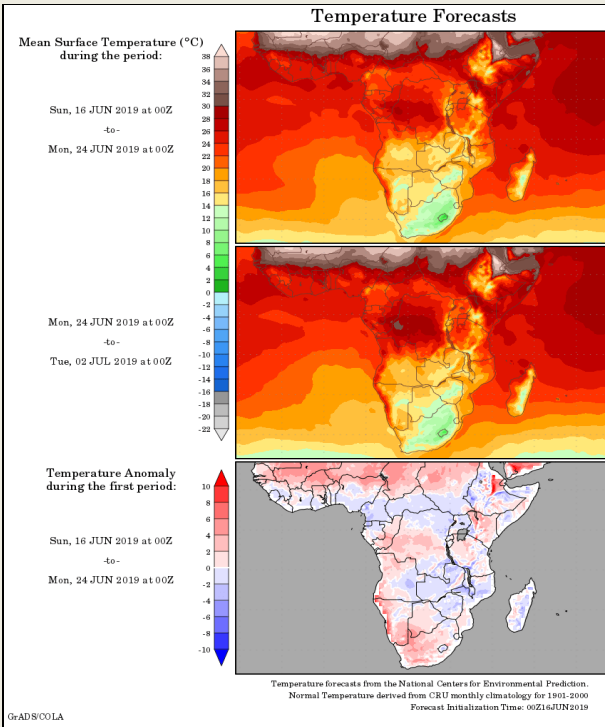 Temperature Forecasts
Mean Surface Temperature (°C)
during the period:
Sun, 16 JUN 2019 at 00Z
-to-
Mon, 24 JUN 2019 at 00Z
38
36
34
32
30
28
26
24
22
20
18
16
14
12
10
8
6
4
2
0
-2
-4
-6
-8
-10
-12
-14
-16
-18
-20
-22
Mon, 24 JUN 2019 at 00Z
-to-
Tue, 02 JUL 2019 at 00Z
Temperature Anomaly
during the first period:
Sun, 16 JUN 2019 at 00Z
-to-
Mon, 24 JUN 2019 at 00Z
10
8
6
4
2
0
-2
-4
-6
-8
-10
Temperature forecasts from the National Centers for Environmental Prediction.
Normal Temperature derived from CRU monthly climatology for 1901-2000
Forecast Initialization Time: 00Z16JUN2019
GrADS/COLA